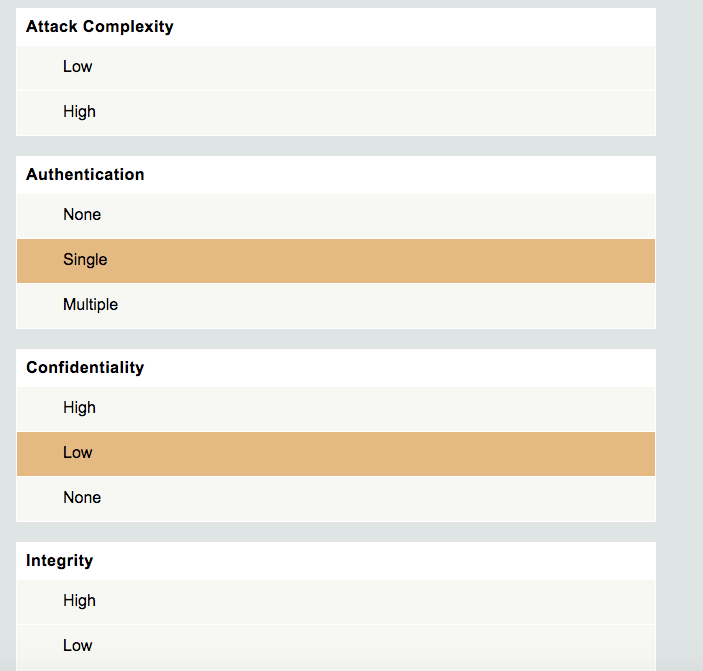 Attack Complexity
Low
High
Authentication
None
Single
Multiple
Confidentiality
High
Low
None
Integrity
High
Low